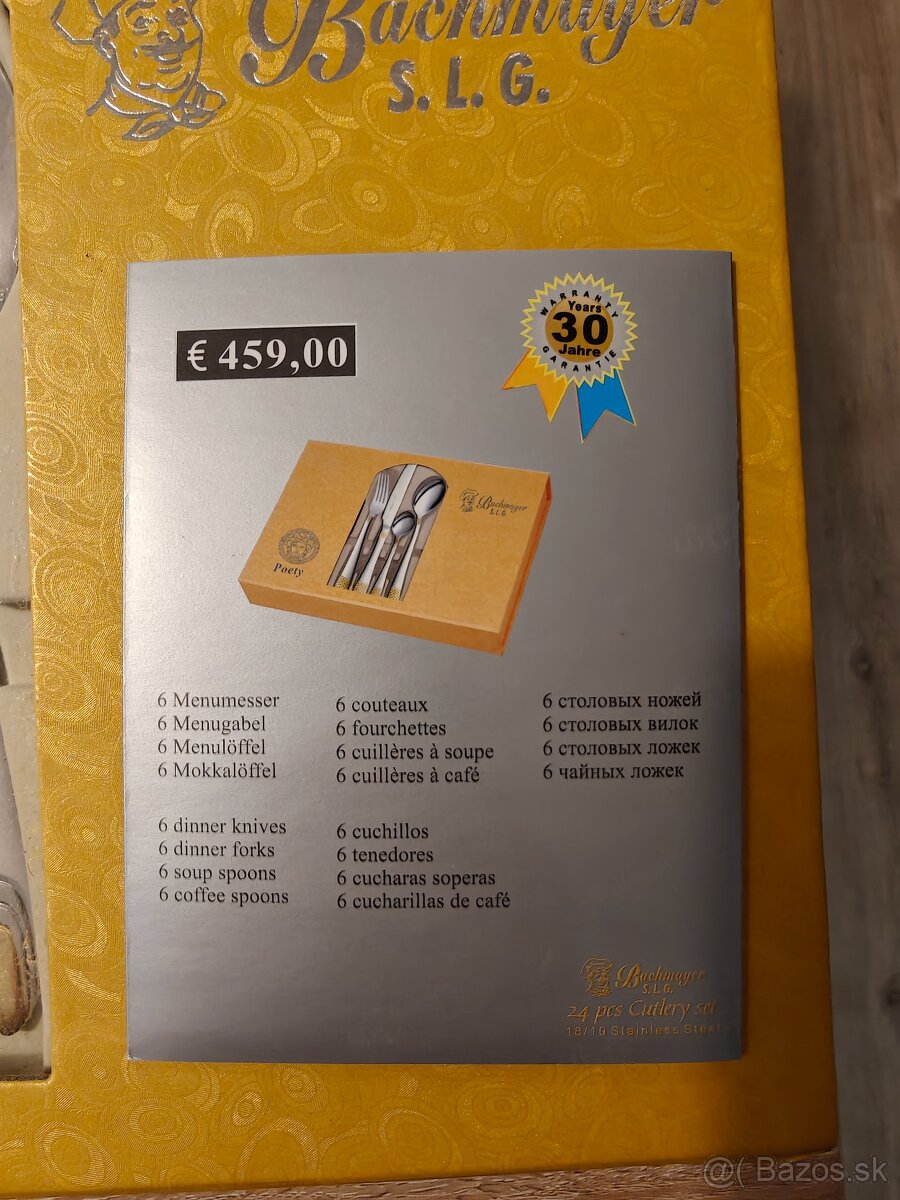 Bachmayer
S. L. G.
€ 459,00
WARRANTY
Years
30
Jahre
GARANTIE
Bachmayer
S.L.G.
Poety
6 Menumesser
6 Menugabel
6 Menulöffel
6 Mokkalöffel
6 couteaux
6 fourchettes
6 cuillères à soupe
6 cuillères à café
6 столовых ножей
6 столовых вилок
6 столовых ложек
6 чайных ложек
6 dinner knives
6 dinner forks
6 soup spoons
6 coffee spoons
6 cuchillos
6 tenedores
6 cucharas soperas
6 cucharillas de café
Bachmayer
S.L.G.
24 pcs Cutlery set
18/10 Stainless Steel
@( Bazos.sk